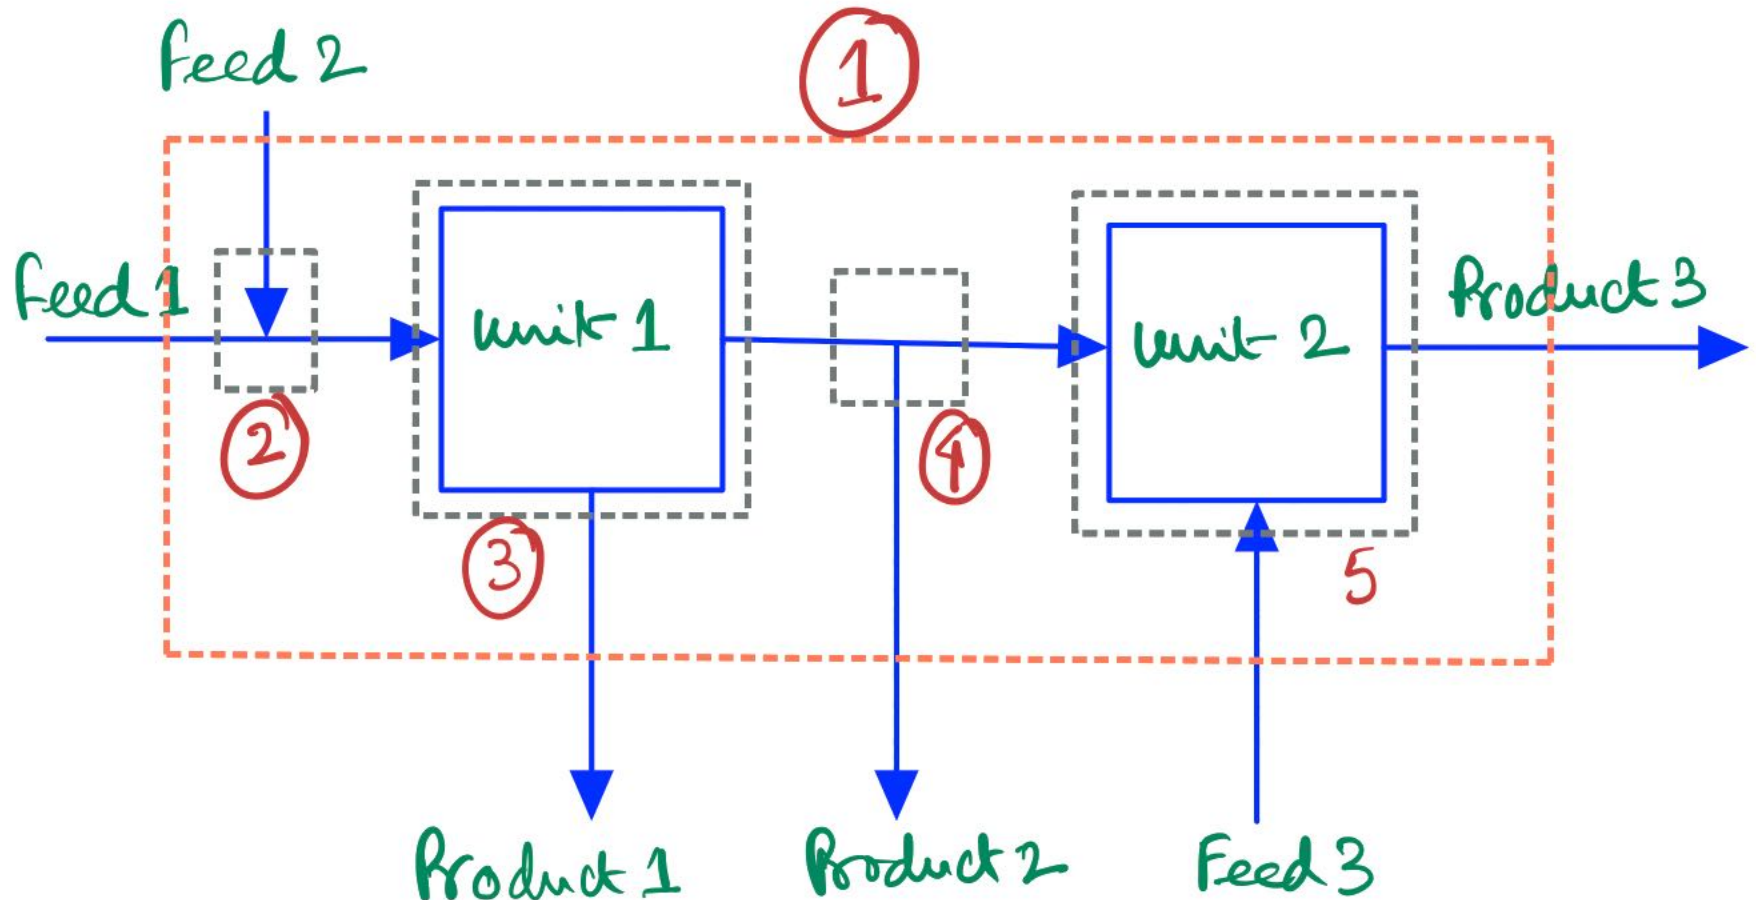 Feed 2
1
Feed 1
Unit 1
Unit 2
Product 3
2
3
4
5
Product 1
Product 2
Feed 3